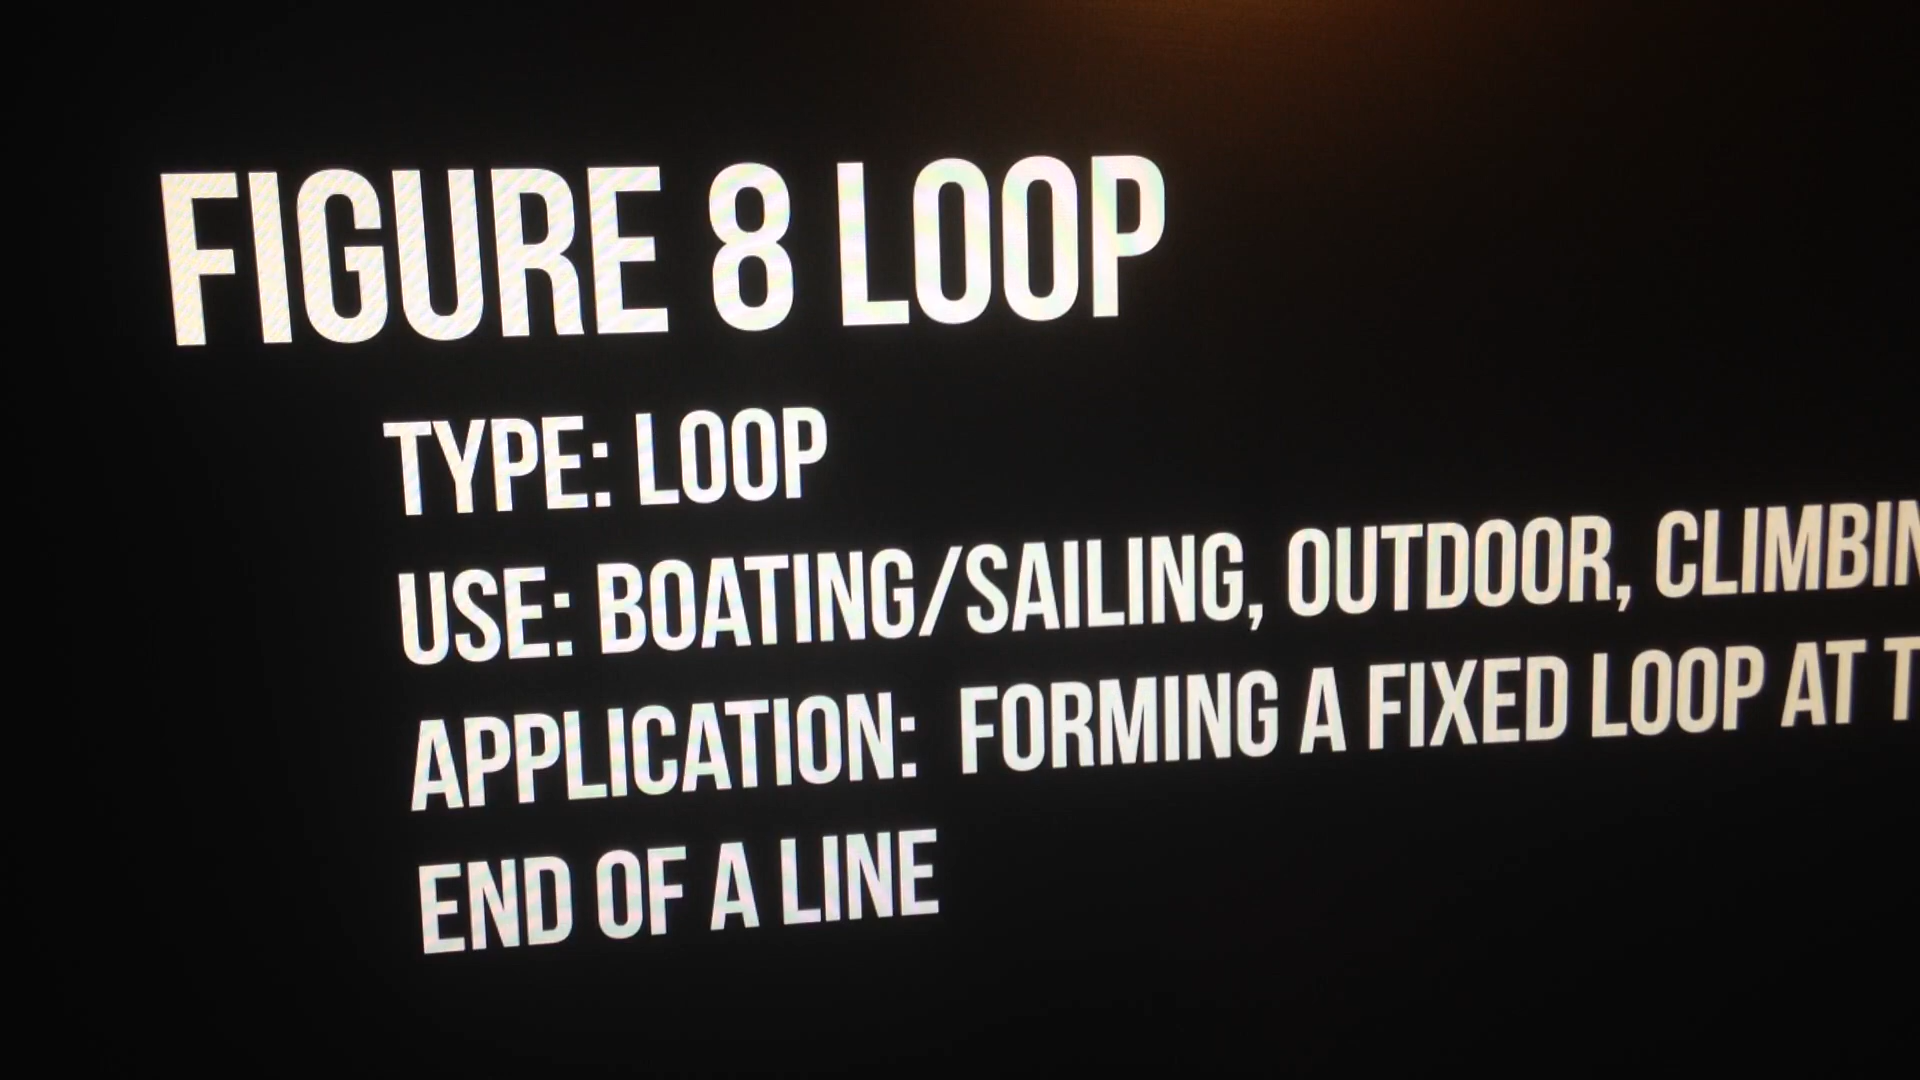 FIGURE 8 LOOP
TYPE: LOOP
USE: BOATING/SAILING, OUTDOOR, CLIMBIN
APPLICATION: FORMING A FIXED LOOP AT T
END OF A LINE